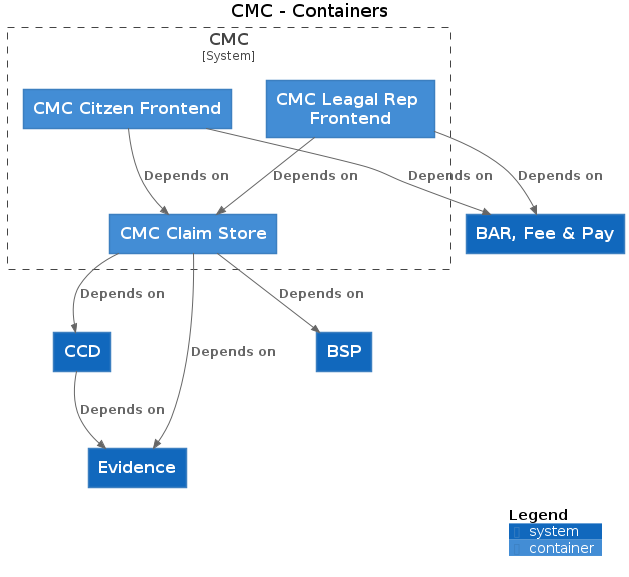 CMC - Containers
CMC
[System]
CMC Citzen Frontend
CMC Leagal Rep
Frontend
Depends on
Depends on
Depends on
Depends on
CMC Claim Store
BAR, Fee & Pay
Depends on
Depends on
Depends on
CCD
BSP
Depends on
Evidence
Legend
system
container